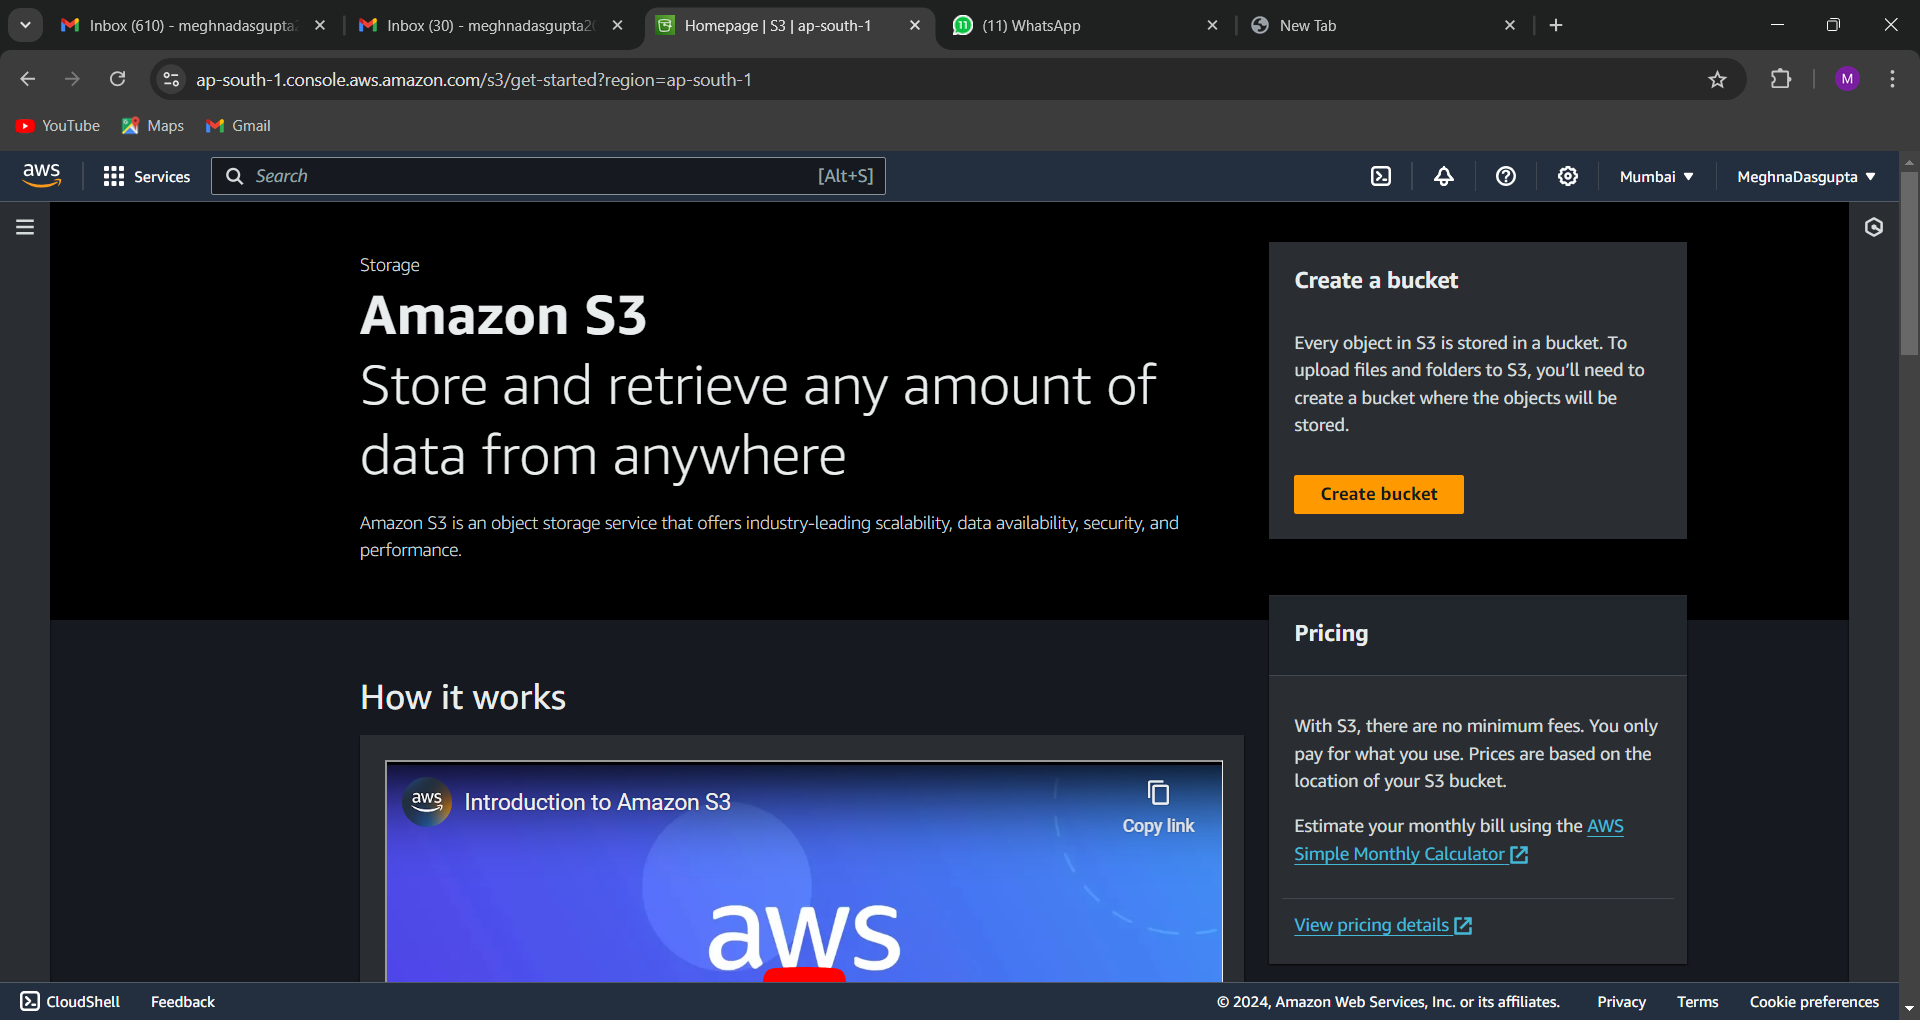 Inbox (610) - meghnadasgupta2
Inbox (30) - meghnadasgupta20
Homepage | S3 | ap-south-1
11
(11) WhatsApp
New Tab
ap-south-1.console.aws.amazon.com/s3/get-started?region=ap-south-1
M
YouTube
Maps
Gmail
aws
Services
Search
[Alt+S]
Mumbai
MeghnaDasgupta
Storage
Amazon S3
Store and retrieve any amount of
data from anywhere
Amazon S3 is an object storage service that offers industry-leading scalability, data availability, security, and
performance.
Create a bucket
Every object in S3 is stored in a bucket. To
upload files and folders to S3, you'll need to
create a bucket where the objects will be
stored.
Create bucket
Pricing
With S3, there are no minimum fees. You only
pay for what you use. Prices are based on the
location of your S3 bucket.
Estimate your monthly bill using the AWS
Simple Monthly Calculator
View pricing details
How it works
aws
Introduction to Amazon S3
Copy link
aws
CloudShell
Feedback
© 2024, Amazon Web Services, Inc. or its affiliates.
Privacy
Terms
Cookie preferences